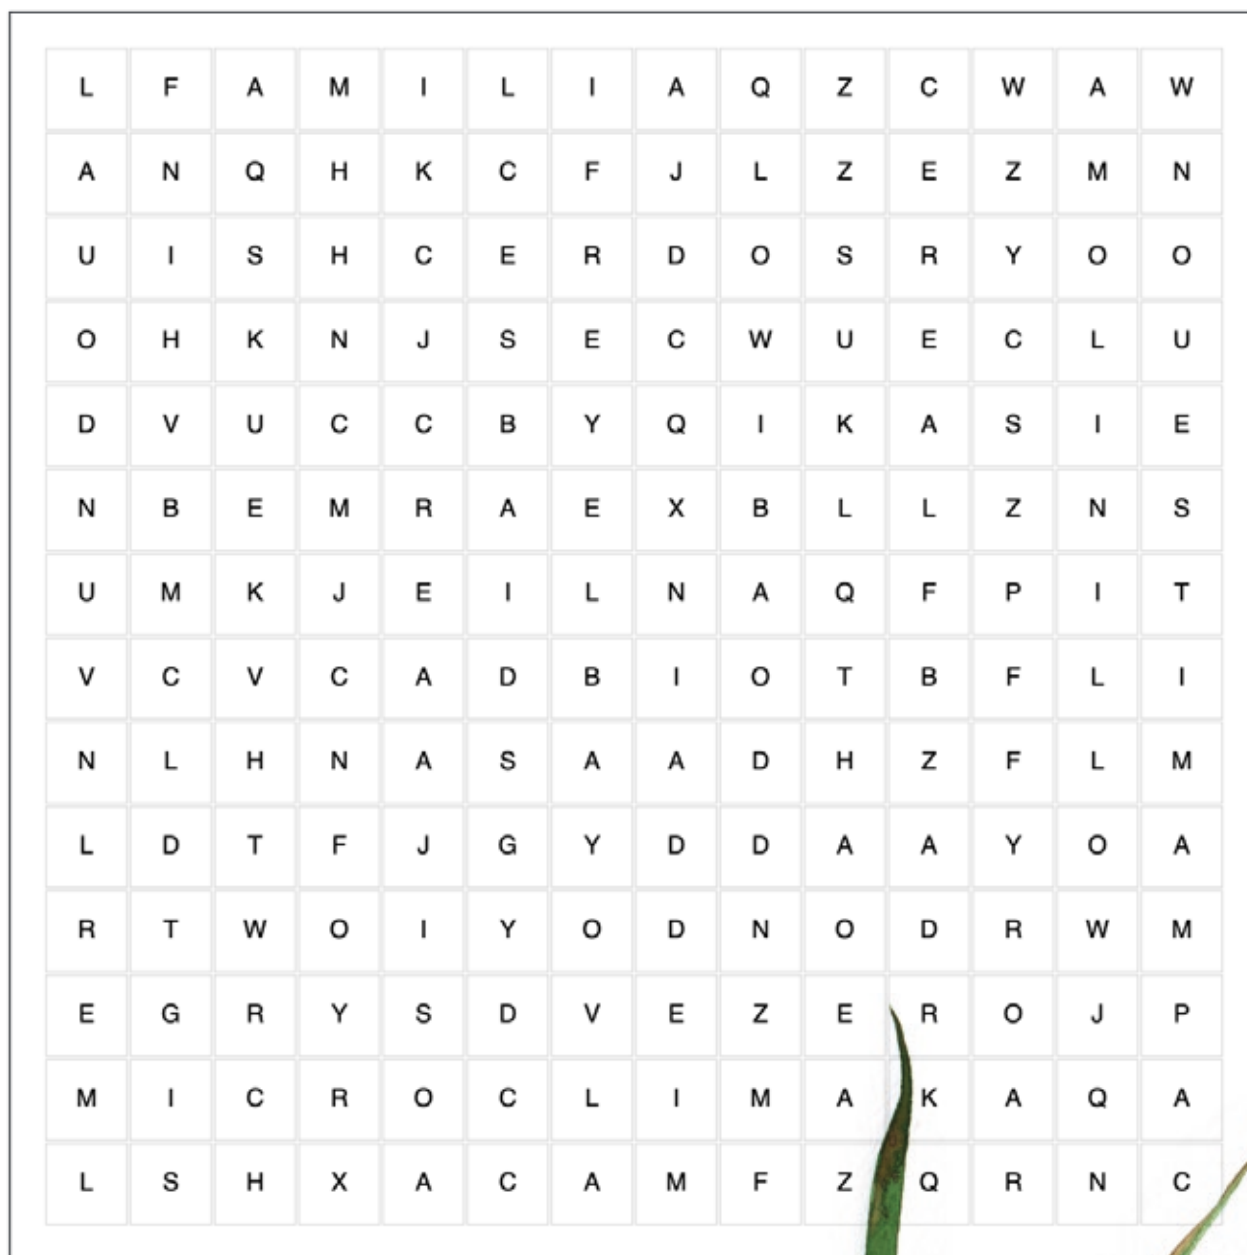 L F A M I L I A Q Z C W A W
A N Q H K C F J L Z E Z M N
U I S H C E R D O S R Y O O
O H K N J S E C W U E C L U
D V U C C B Y Q I K A S I E
N B E M R A E X B L L Z N S
U M K J E I L N A Q F P I T
V C V C A D B I O T B F L I
N L H N A S A A D H Z F L M
L D T F J G Y D D A A Y O A
R T W O I Y O D N O D R W M
E G R Y S D V E Z E R O J P
M I C R O C L I M A K A Q A
L S H X A C A M F Z Q R N C